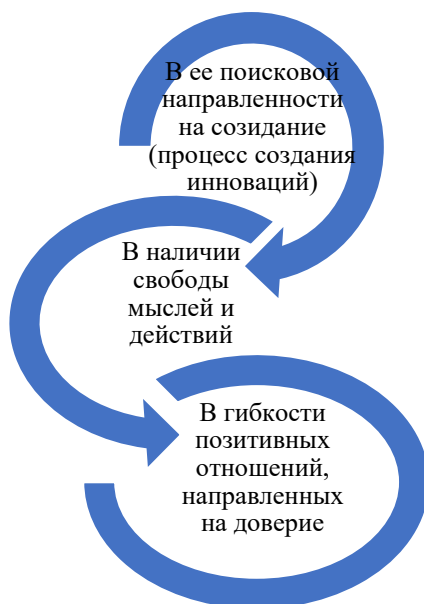 В ее поисковой
направленности
на созидание
(процесс создания
инноваций)
В наличии
свободы
мыслей и
действий
В гибкости
позитивных
отношений,
направленных
на доверие